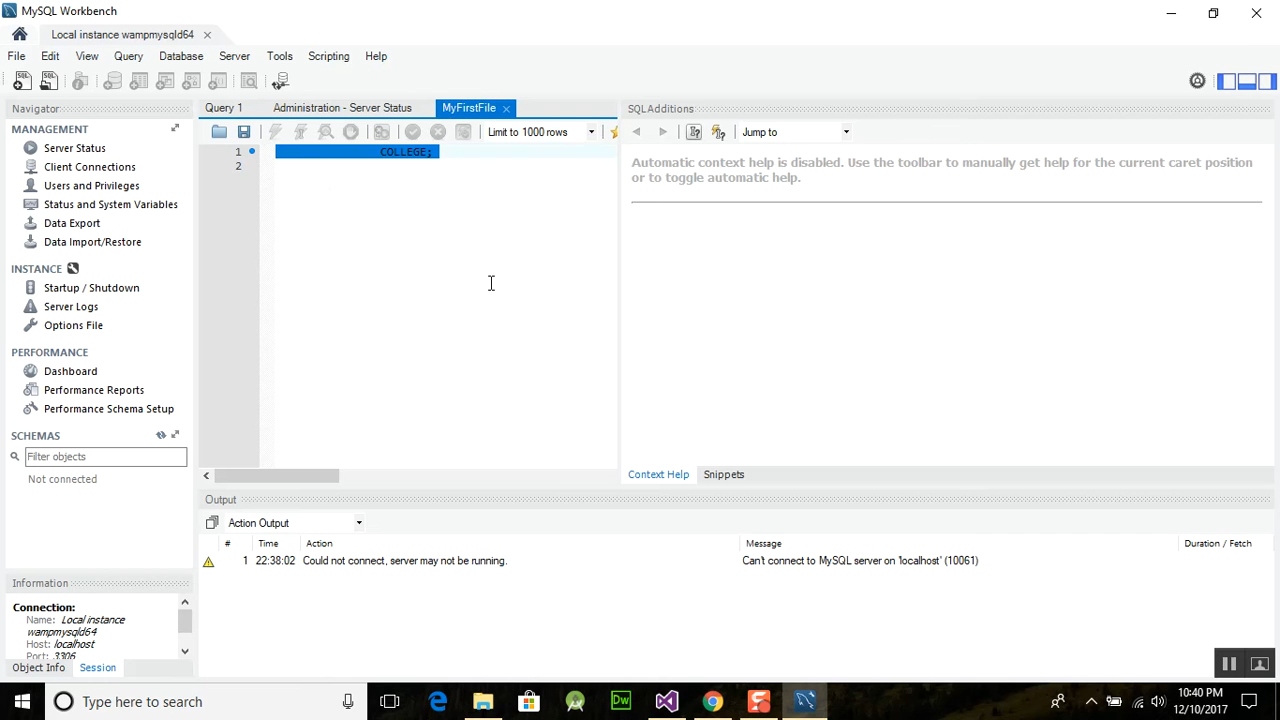 MySQL Workbench
Local instance wampmysqld64
File Edit View Query Database Server Tools Scripting Help
Navigator
MANAGEMENT
Server Status
Client Connections
Users and Privileges
Status and System Variables
Data Export
Data Import/Restore
INSTANCE
Startup / Shutdown
Server Logs
Options File
PERFORMANCE
Dashboard
Performance Reports
Performance Schema Setup
SCHEMAS
Filter objects
Not connected
Information
Connection:
Name: Local instance
wampmysqld64
Host: localhost
Port: 3306
Object Info Session
Query 1 Administration - Server Status MyFirstFile
Limit to 1000 rows
1 COLLEGE;
2
SQLAdditions
Jump to
Automatic context help is disabled. Use the toolbar to manually get help for the current caret position
or to toggle automatic help.
Context Help Snippets
Output
Action Output
# Time Action Message Duration / Fetch
1 22:38:02 Could not connect, server may not be running. Can't connect to MySQL server on 'localhost' (10061)
Type here to search
10:40 PM
12/10/2017